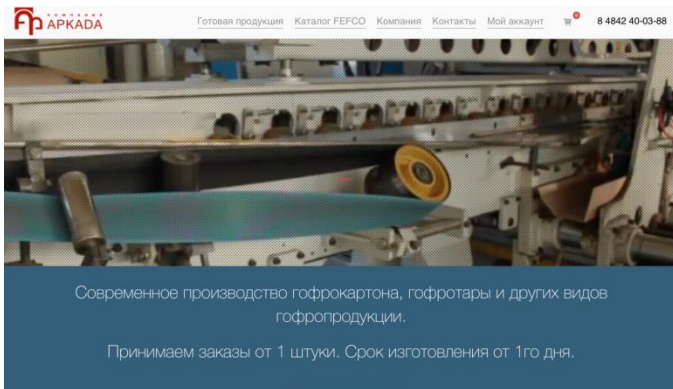 КОМПАНИЯ
АРКАДА
Готовая продукция Каталог FEFCO Компания Контакты Мой аккаунт 0 8 4842 40-03-88
Современное производство гофрокартона, гофротары и других видов
гофропродукции.
Принимаем заказы от 1 штуки. Срок изготовления от 1го дня.